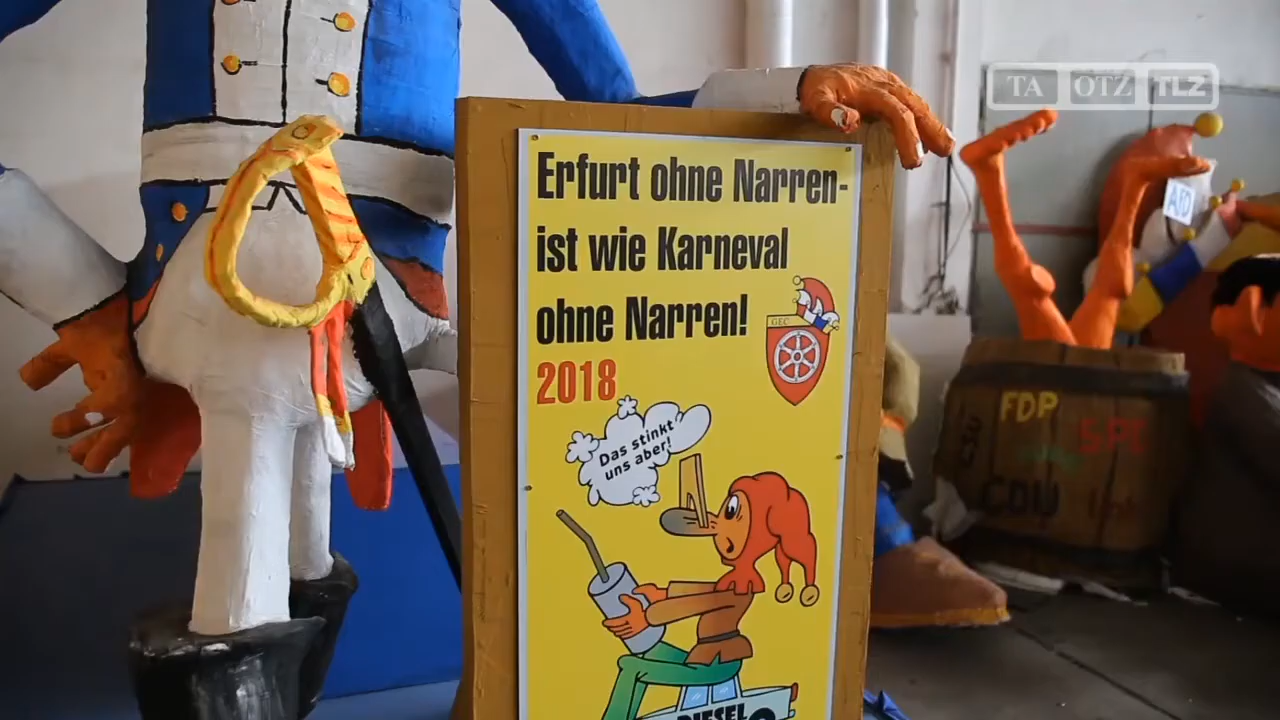 TA OTZ TLZ
Erfurt ohne Narren-
ist wie Karneval
ohne Narren!
2018
GEC
Das stinkt
uns aber!
DIESEL
AfD
FDP
SPD
CDU